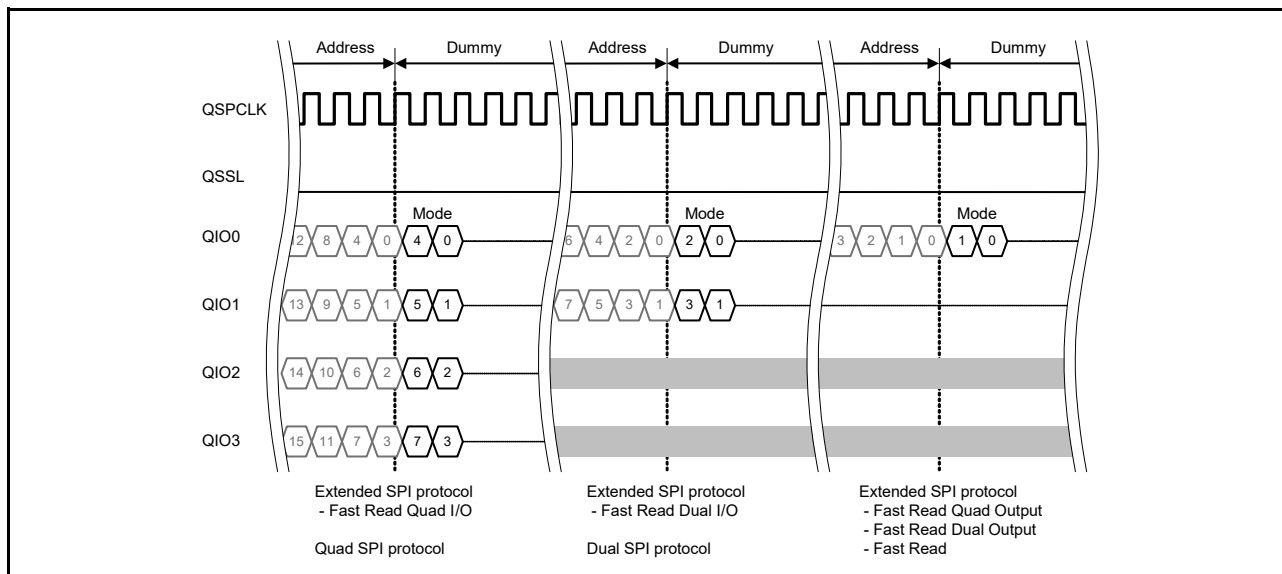 Address Dummy Address Dummy Address Dummy
QSPCLK
QSSL
Mode Mode Mode
QIO0 12 8 4 0 4 0 6 4 2 0 2 0 3 2 1 0 1 0
QIO1 13 9 5 1 5 1 7 5 3 1 3 1
QIO2 14 10 6 2 6 2
QIO3 15 11 7 3 7 3
Extended SPI protocol
- Fast Read Quad I/O
Quad SPI protocol
Extended SPI protocol
- Fast Read Dual I/O
Dual SPI protocol
Extended SPI protocol
- Fast Read Quad Output
- Fast Read Dual Output
- Fast Read